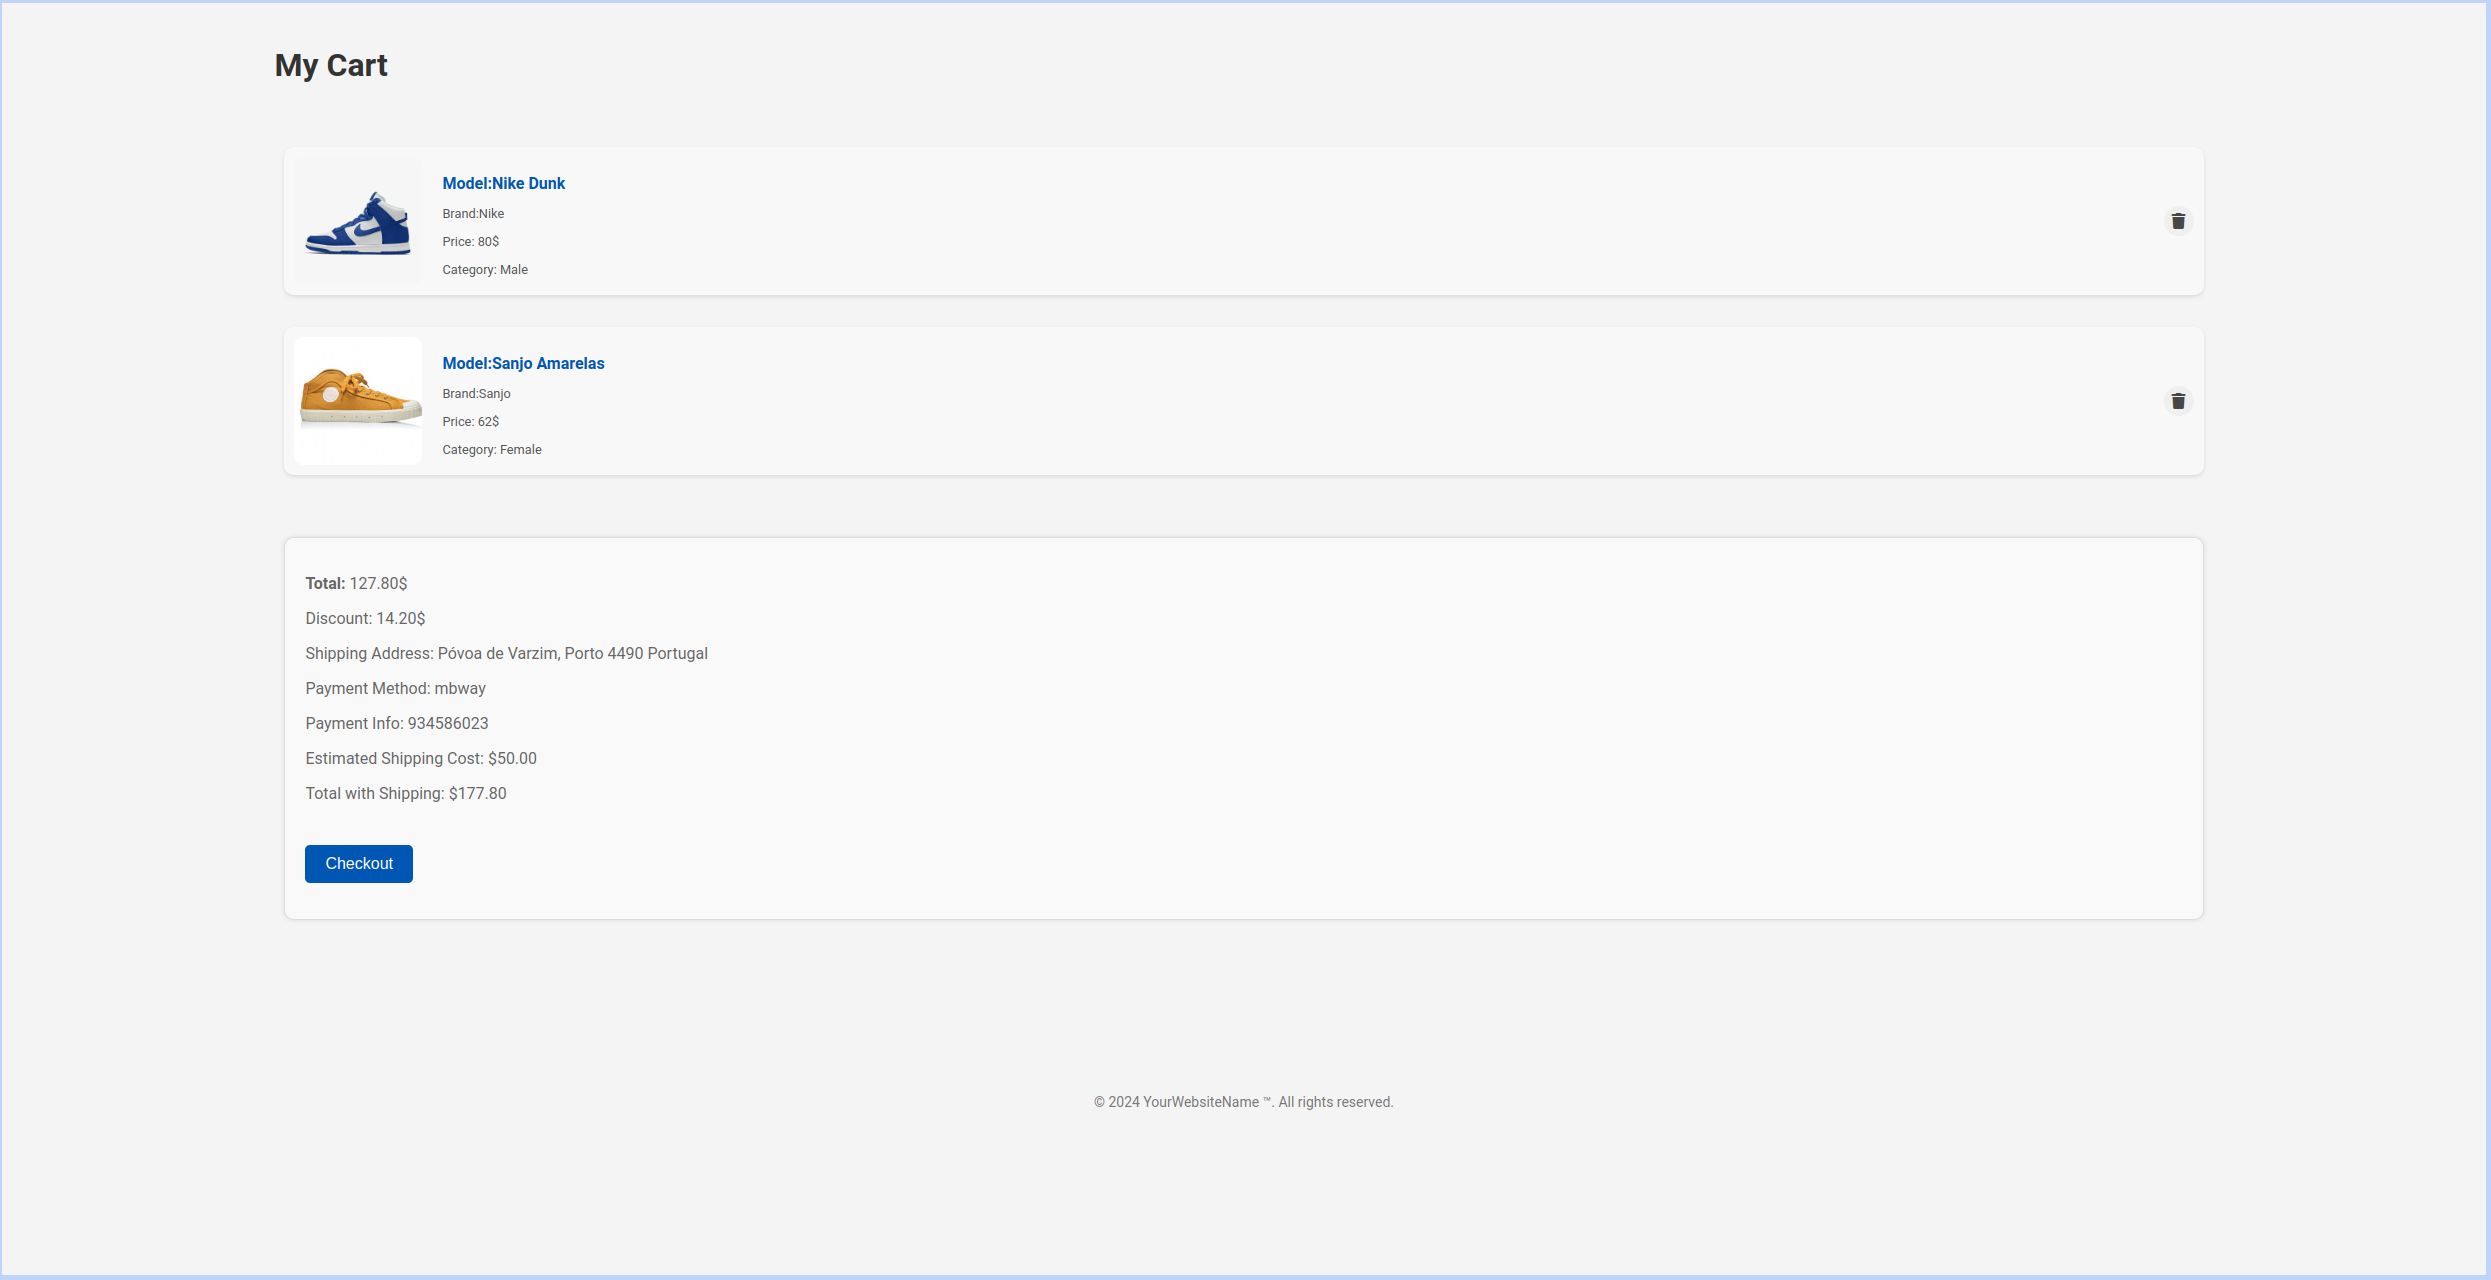 My Cart
Model:Nike Dunk
Brand:Nike
Price: 80$
Category: Male
Model:Sanjo Amarelas
Brand:Sanjo
Price: 62$
Category: Female
Total: 127.80$
Discount: 14.20$
Shipping Address: Póvoa de Varzim, Porto 4490 Portugal
Payment Method: mbway
Payment Info: 934586023
Estimated Shipping Cost: $50.00
Total with Shipping: $177.80
Checkout
© 2024 YourWebsiteName ™. All rights reserved.